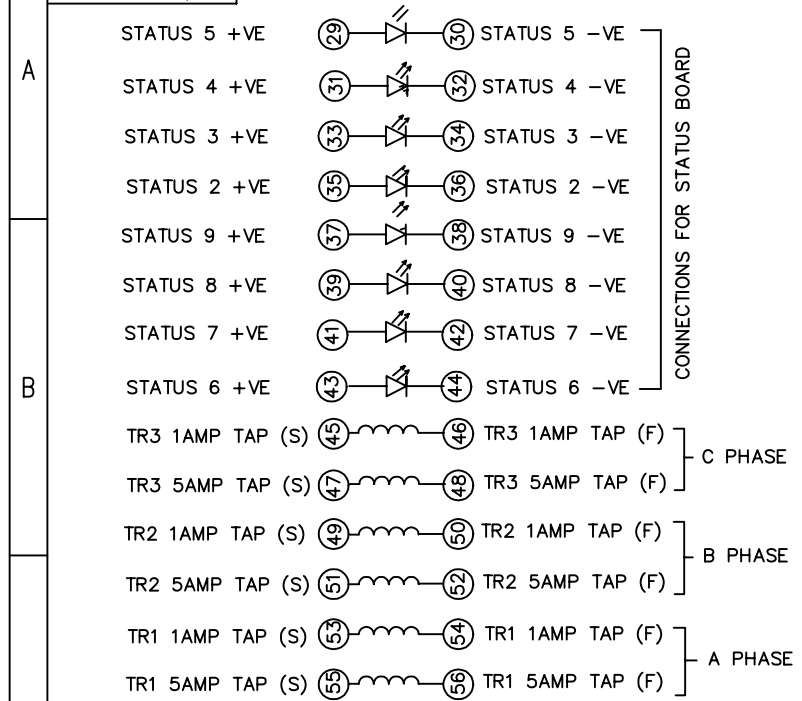 STATUS 5 +VE 29 30 STATUS 5 -VE
A
STATUS 4 +VE 31 32 STATUS 4 -VE
STATUS 3 +VE 33 34 STATUS 3 -VE
STATUS 2 +VE 35 36 STATUS 2 -VE
CONNECTIONS FOR STATUS BOARD
STATUS 9 +VE 37 38 STATUS 9 -VE
STATUS 8 +VE 39 40 STATUS 8 -VE
STATUS 7 +VE 41 42 STATUS 7 -VE
B
STATUS 6 +VE 43 44 STATUS 6 -VE
TR3 1AMP TAP (S) 45 46 TR3 1AMP TAP (F)
C PHASE
TR3 5AMP TAP (S) 47 48 TR3 5AMP TAP (F)
TR2 1AMP TAP (S) 49 50 TR2 1AMP TAP (F)
B PHASE
TR2 5AMP TAP (S) 51 52 TR2 5AMP TAP (F)
TR1 1AMP TAP (S) 53 54 TR1 1AMP TAP (F)
A PHASE
TR1 5AMP TAP (S) 55 56 TR1 5AMP TAP (F)